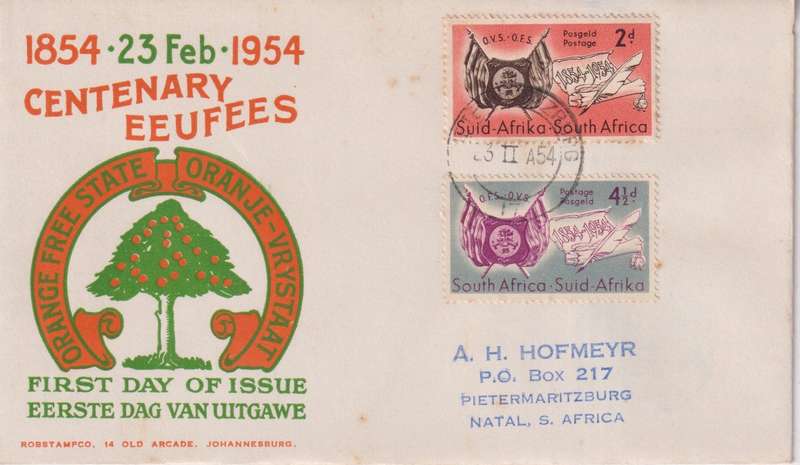 1854 · 23 Feb · 1954
CENTENARY
EEUFEES
ORANGE FREE STATE
ORANJE-VRYSTAAT
FIRST DAY OF ISSUE
EERSTE DAG VAN UITGAWE
ROBSTAMPCO, 14 OLD ARCADE, JOHANNESBURG.
O.V.S. - O.F.S.
Posgeld
Postage
2d
1854-1954
Suid-Afrika · South Africa
23 II A54
O.F.S. - O.V.S.
Postage
Posgeld
4½d
1854-1954
South Africa · Suid-Afrika
A. H. HOFMEYR
P.O. BOX 217
PIETERMARITZBURG
NATAL, S. AFRICA